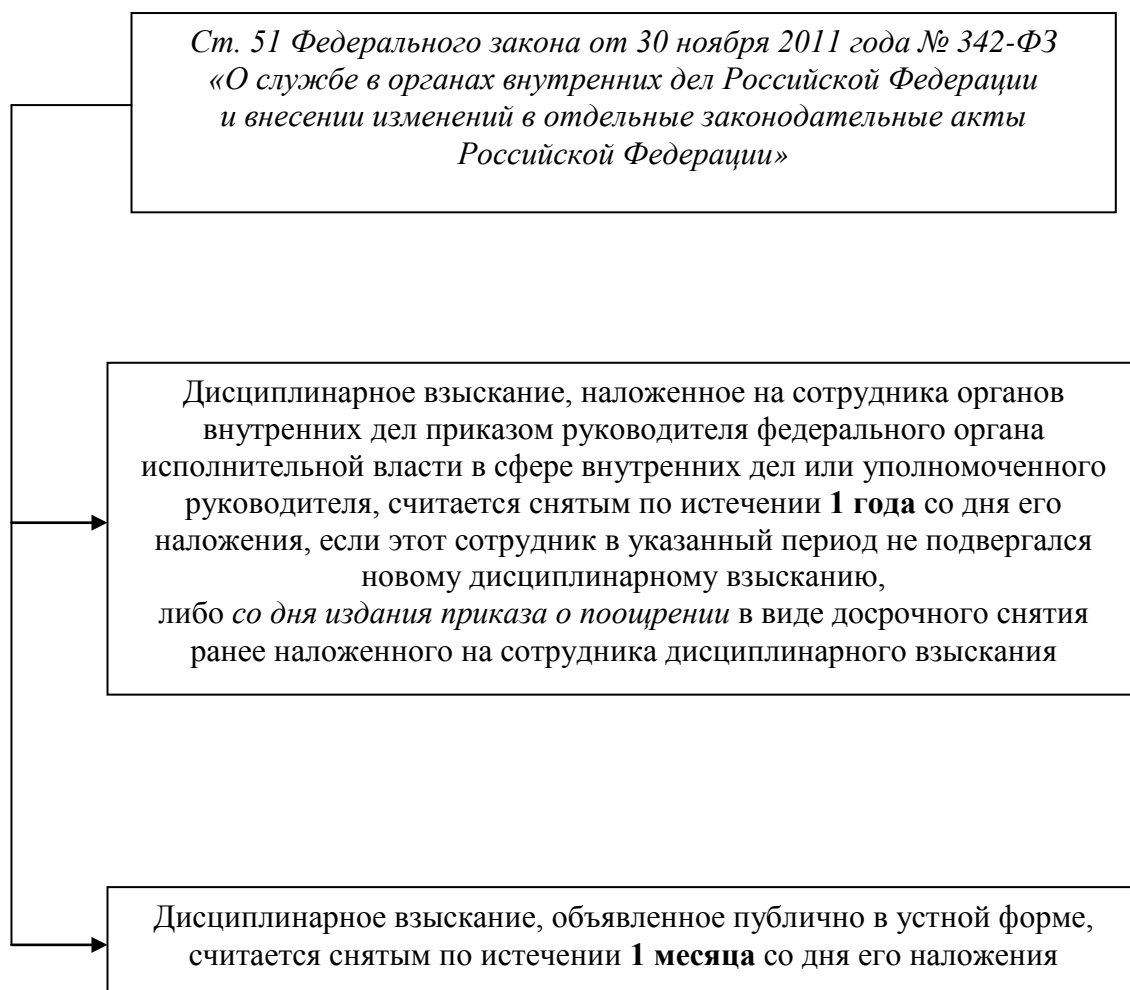 Ст. 51 Федерального закона от 30 ноября 2011 года № 342-ФЗ
«О службе в органах внутренних дел Российской Федерации
и внесении изменений в отдельные законодательные акты
Российской Федерации»
Дисциплинарное взыскание, наложенное на сотрудника органов
внутренних дел приказом руководителя федерального органа
исполнительной власти в сфере внутренних дел или уполномоченного
руководителя, считается снятым по истечении 1 года со дня его
наложения, если этот сотрудник в указанный период не подвергался
новому дисциплинарному взысканию,
либо со дня издания приказа о поощрении в виде досрочного снятия
ранее наложенного на сотрудника дисциплинарного взыскания
Дисциплинарное взыскание, объявленное публично в устной форме,
считается снятым по истечении 1 месяца со дня его наложения